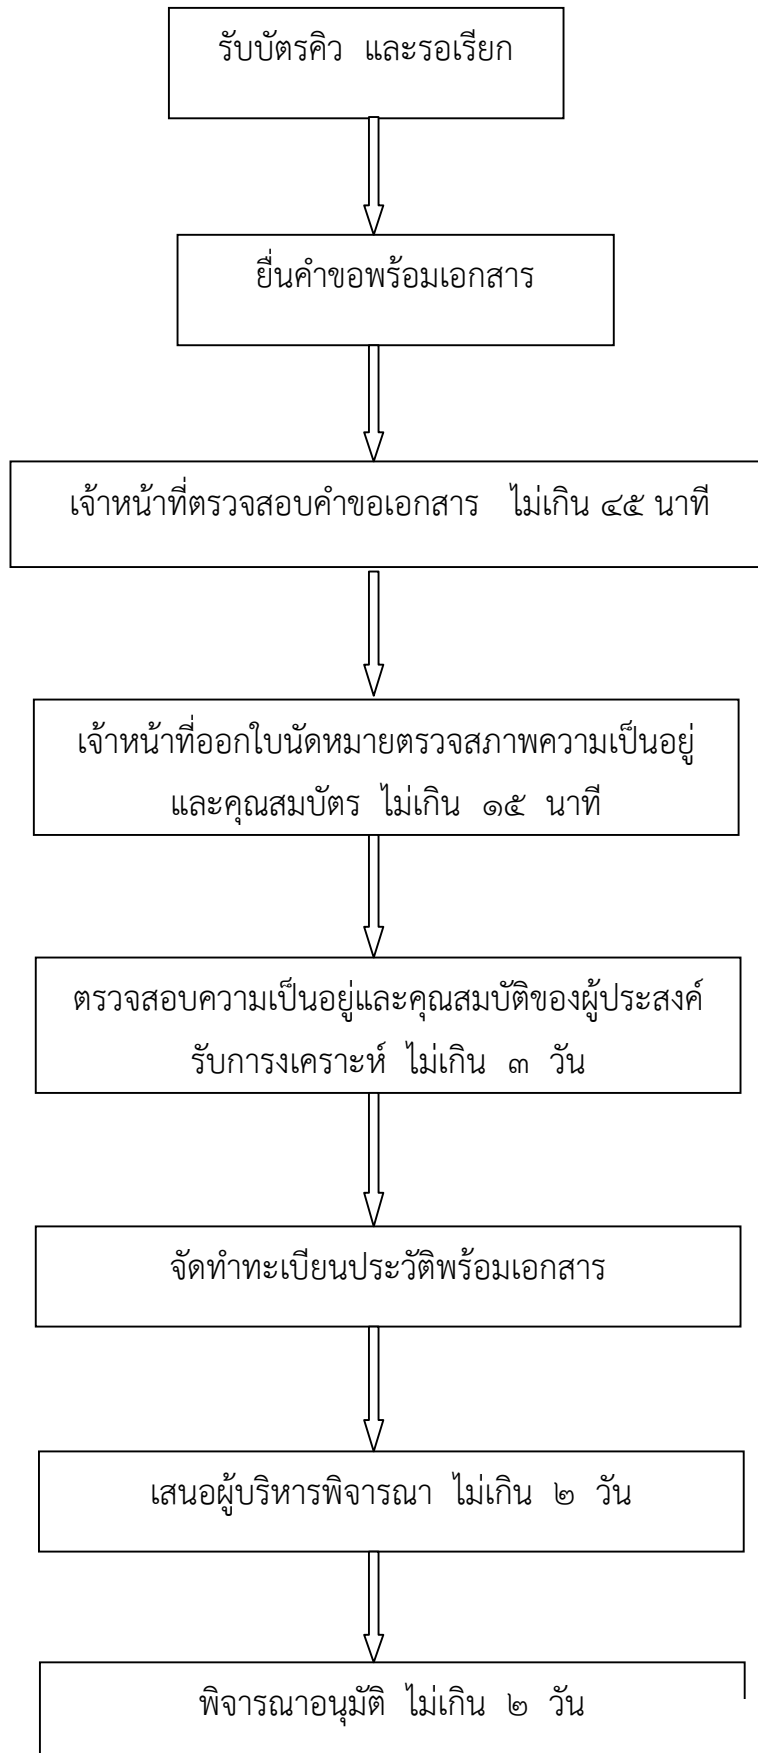 รับบัตรคิว และรอเรียก
ยื่นคำขอพร้อมเอกสาร
เจ้าหน้าที่ตรวจสอบคำขอเอกสาร ไม่เกิน ๔๕ นาที
เจ้าหน้าที่ออกใบนัดหมายตรวจสภาพความเป็นอยู่
และคุณสมบัตร ไม่เกิน ๑๕ นาที
ตรวจสอบความเป็นอยู่และคุณสมบัติของผู้ประสงค์
รับการงเคราะห์ ไม่เกิน ๓ วัน
จัดทำทะเบียนประวัติพร้อมเอกสาร
เสนอผู้บริหารพิจารณา ไม่เกิน ๒ วัน
พิจารณาอนุมัติ ไม่เกิน ๒ วัน